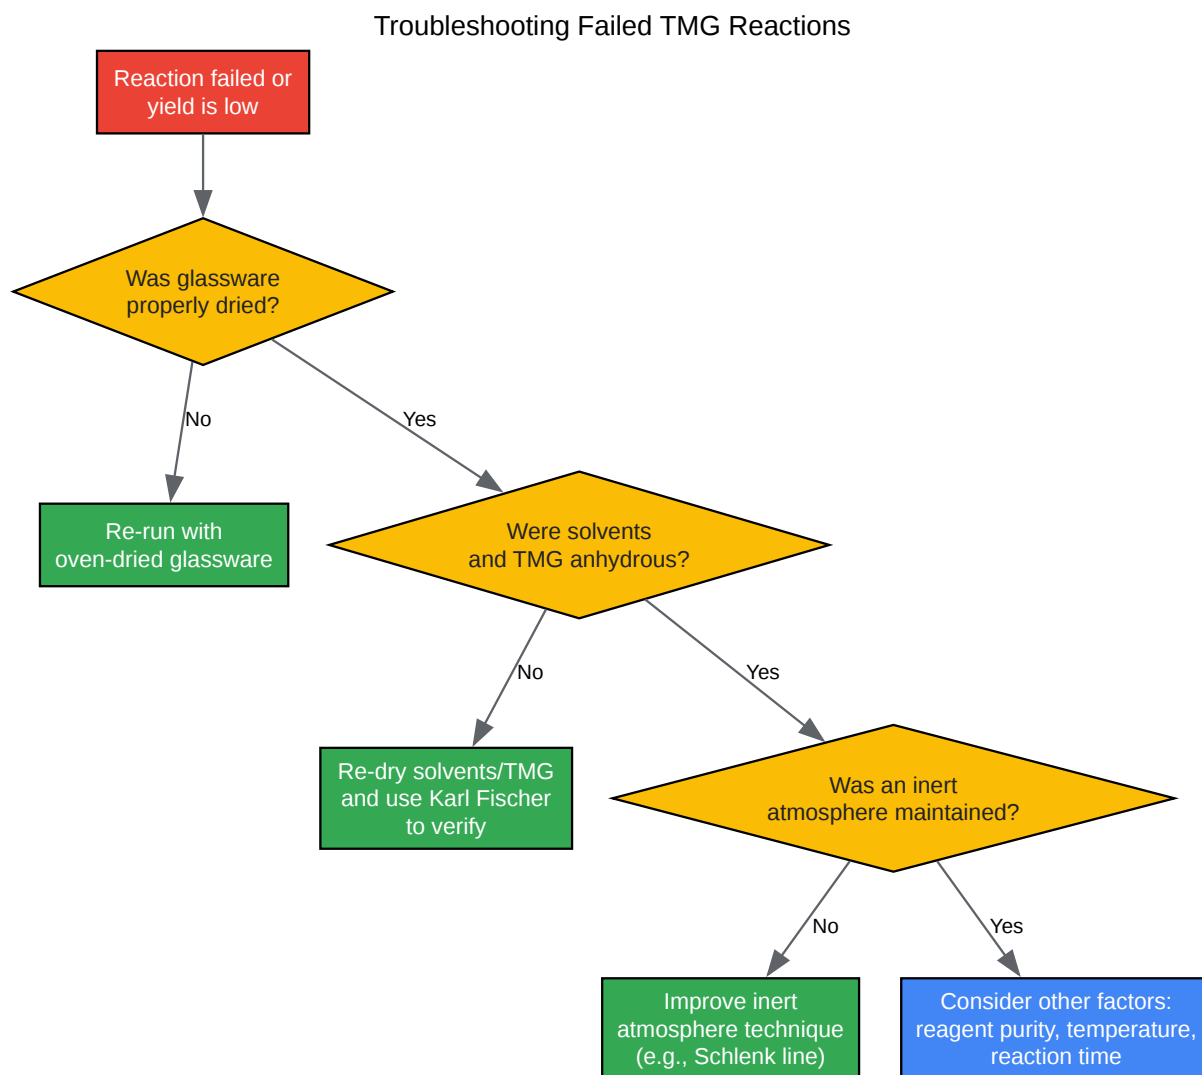 Troubleshooting Failed TMG Reactions
Reaction failed or
yield is low
Was glassware
properly dried?
No
Yes
Re-run with
oven-dried glassware
Were solvents
and TMG anhydrous?
No
Yes
Re-dry solvents/TMG
and use Karl Fischer
to verify
Was an inert
atmosphere maintained?
No
Yes
Improve inert
atmosphere technique
(e.g., Schlenk line)
Consider other factors:
reagent purity, temperature,
reaction time